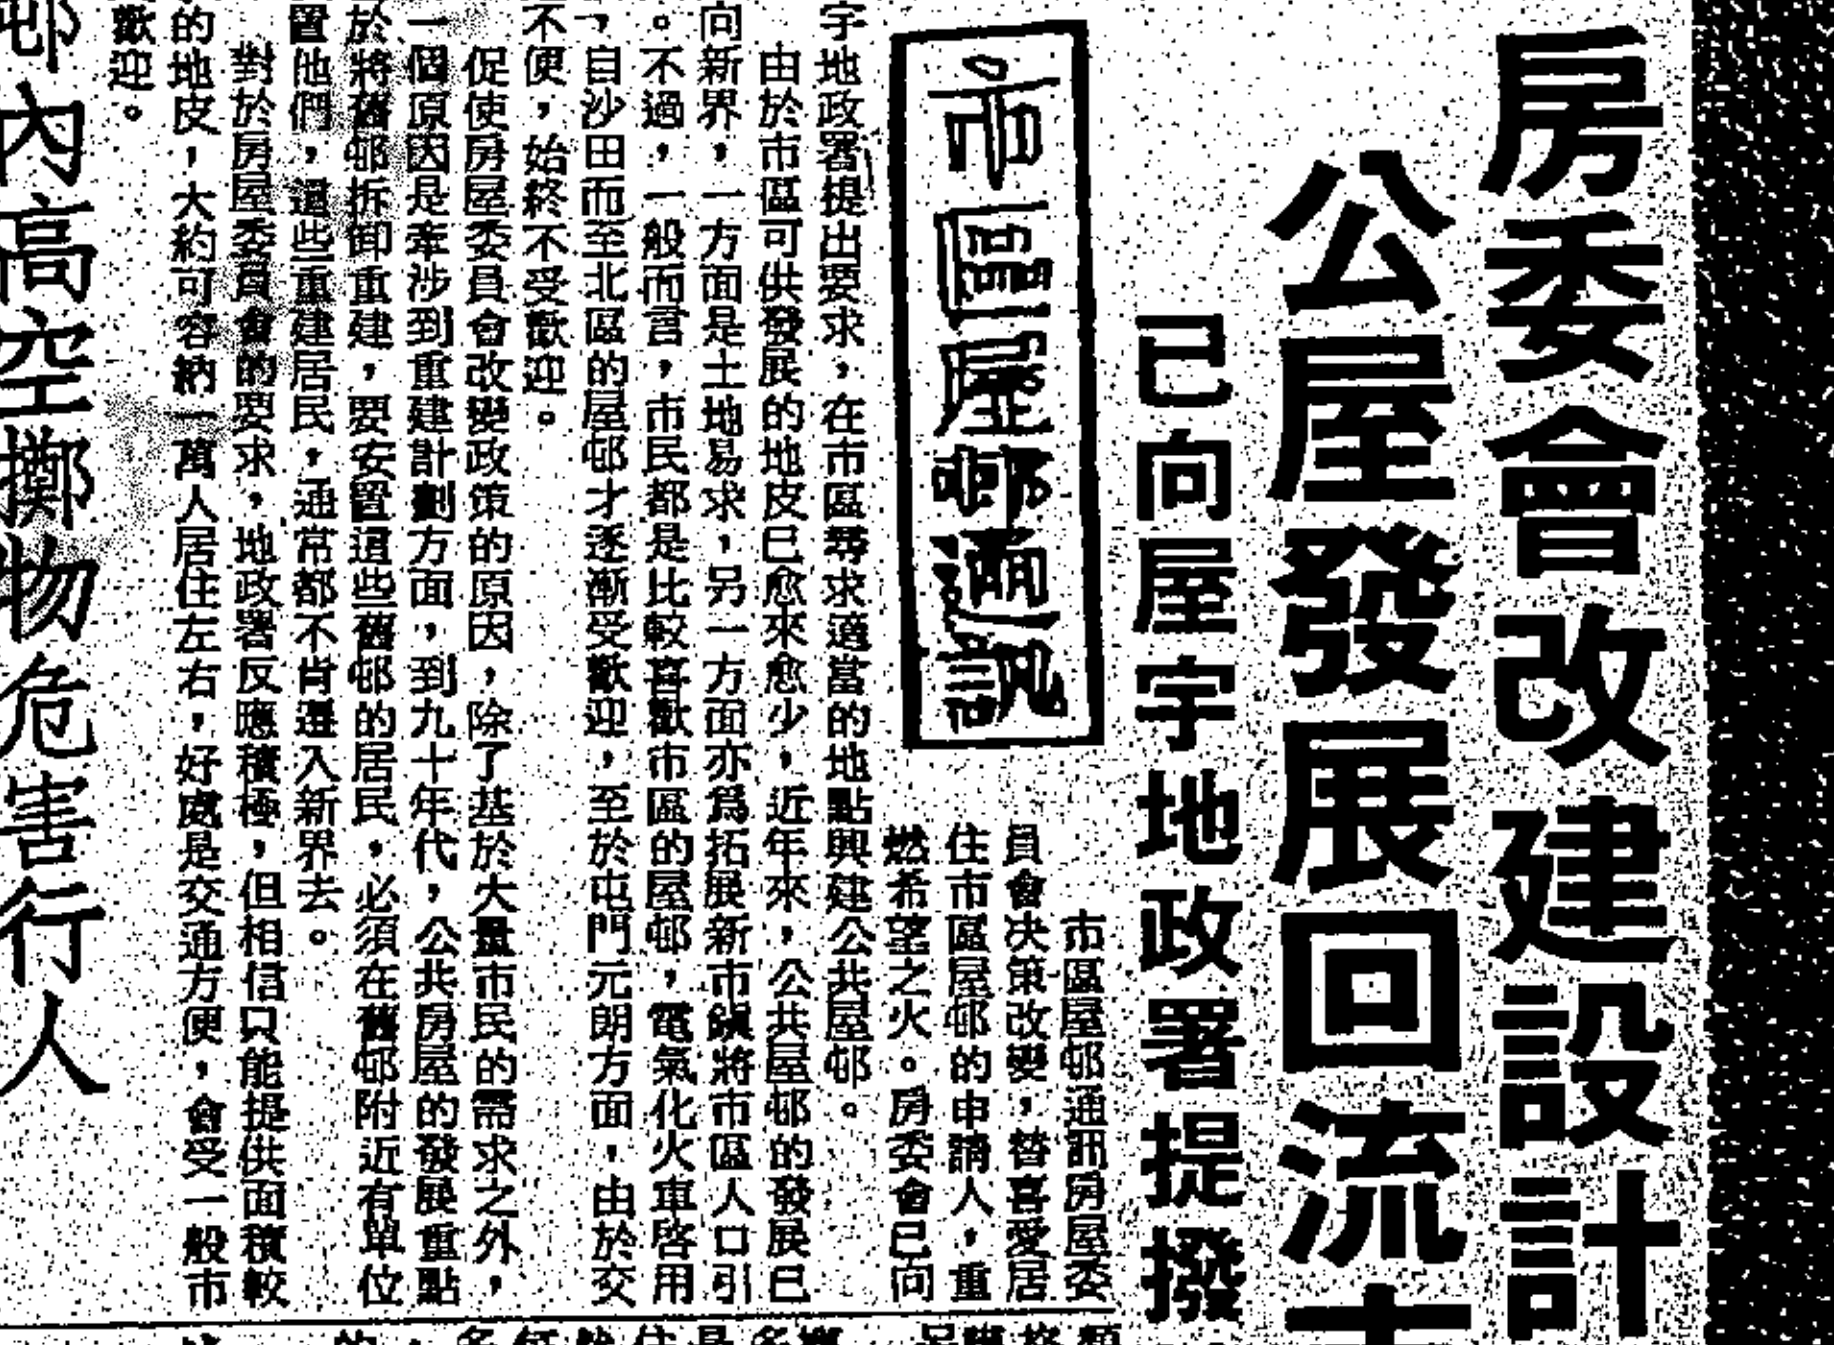 房委會改建設計
公屋發展回流
已向屋宇地政署提撥
市區屋邨通訊
市區屋邨通訊房屋委
員會决策改變，替喜愛居
住市區屋邨的申請人，重
燃希望之火。房委會已向
宇地政署提出要求，在市區尋求適當的地點興建公共屋邨。
由於市區可供發展的地皮已愈來愈少，近年來，公共屋邨的發展已
向新界，一方面是土地易求，另一方面亦爲拓展新市鎭將市區人口引
。不過，一般而言，市民都是比較喜歡市區的屋邨，電氣化火車啓用
，自沙田而至北區的屋邨才逐漸受歡迎，至於屯門元朗方面，由於交
不便，始終不受歡迎。
促使房屋委員會改變政策的原因，除了基於大量市民的需求之外，
一個原因是牽涉到重建計劃方面，到九十年代，公共房屋的發展重點
於將舊邨拆卸重建，要安置這些舊邨的居民，必須在舊邨附近有單位
置他們，這些重建居民，通常都不肯遷入新界去。
對於房屋委員會的要求，地政署反應積極，但相信只能提供面積較
的地皮，大約可容納一萬人居住左右，好處是交通方便，會受一般市
歡迎。
邨內高空擲物危害行人